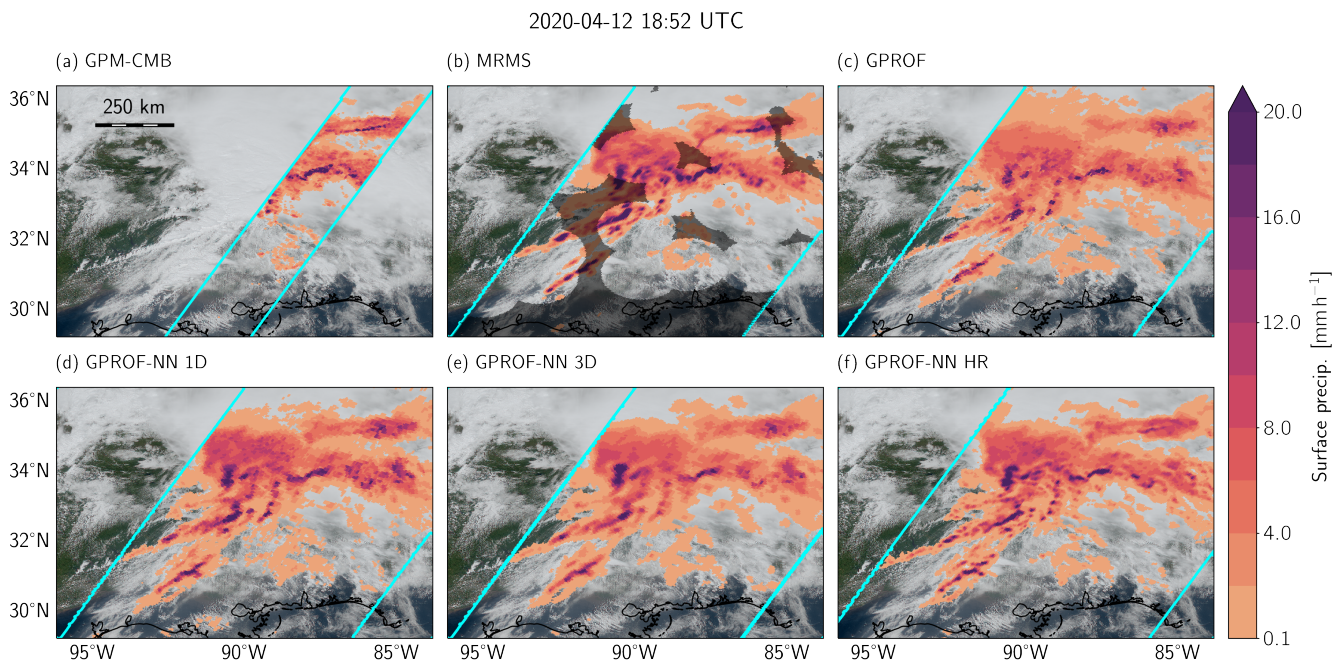 2020-04-12 18:52 UTC
(a) GPM-CMB
(b) MRMS
(c) GPROF
250 km
36°N
34°N
32°N
30°N
(d) GPROF-NN 1D
(e) GPROF-NN 3D
(f) GPROF-NN HR
36°N
34°N
32°N
30°N
95°W
90°W
85°W
95°W
90°W
85°W
95°W
90°W
85°W
20.0
16.0
12.0
8.0
4.0
0.1
Surface precip. [mm h⁻¹]